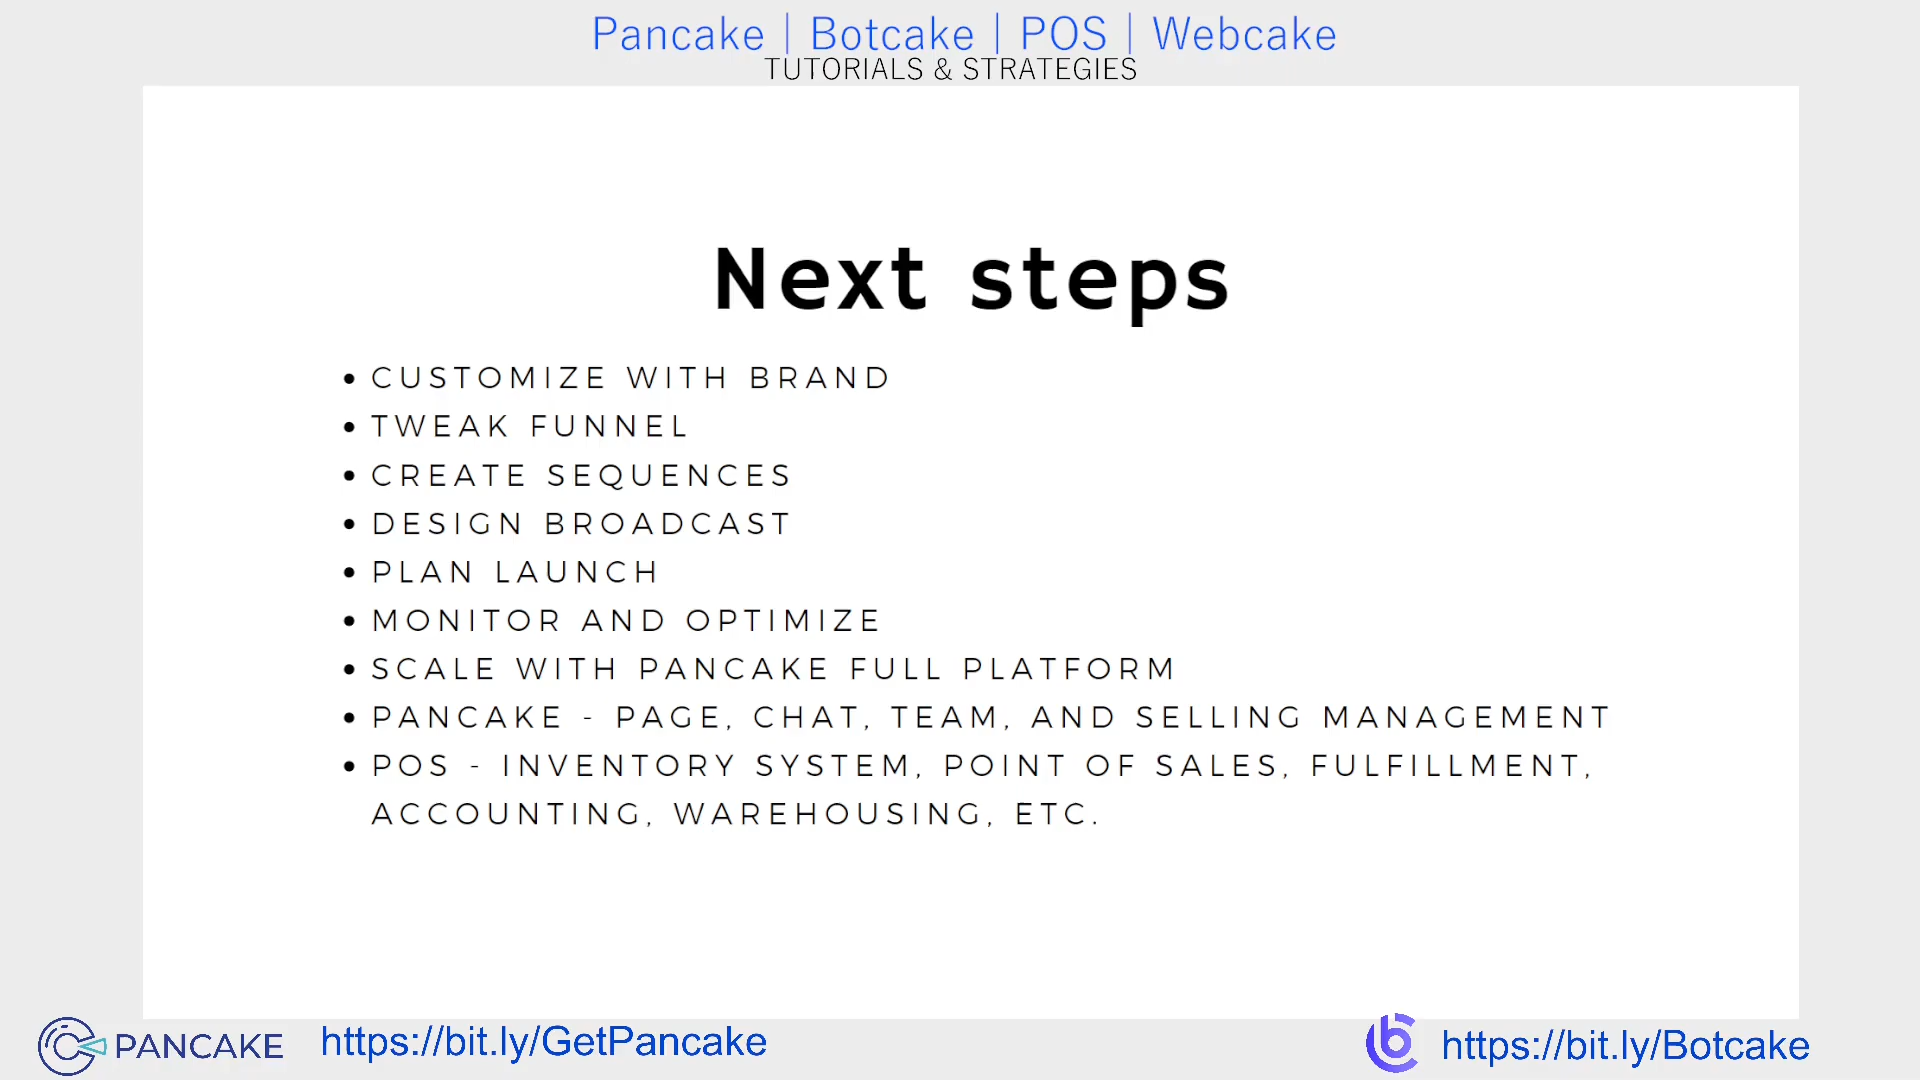 Pancake | Botcake | POS | Webcake
TUTORIALS & STRATEGIES
Next steps
• CUSTOMIZE WITH BRAND
• TWEAK FUNNEL
• CREATE SEQUENCES
• DESIGN BROADCAST
• PLAN LAUNCH
• MONITOR AND OPTIMIZE
• SCALE WITH PANCAKE FULL PLATFORM
• PANCAKE - PAGE, CHAT, TEAM, AND SELLING MANAGEMENT
• POS - INVENTORY SYSTEM, POINT OF SALES, FULFILLMENT,
ACCOUNTING, WAREHOUSING, ETC.
PANCAKE https://bit.ly/GetPancake
https://bit.ly/Botcake